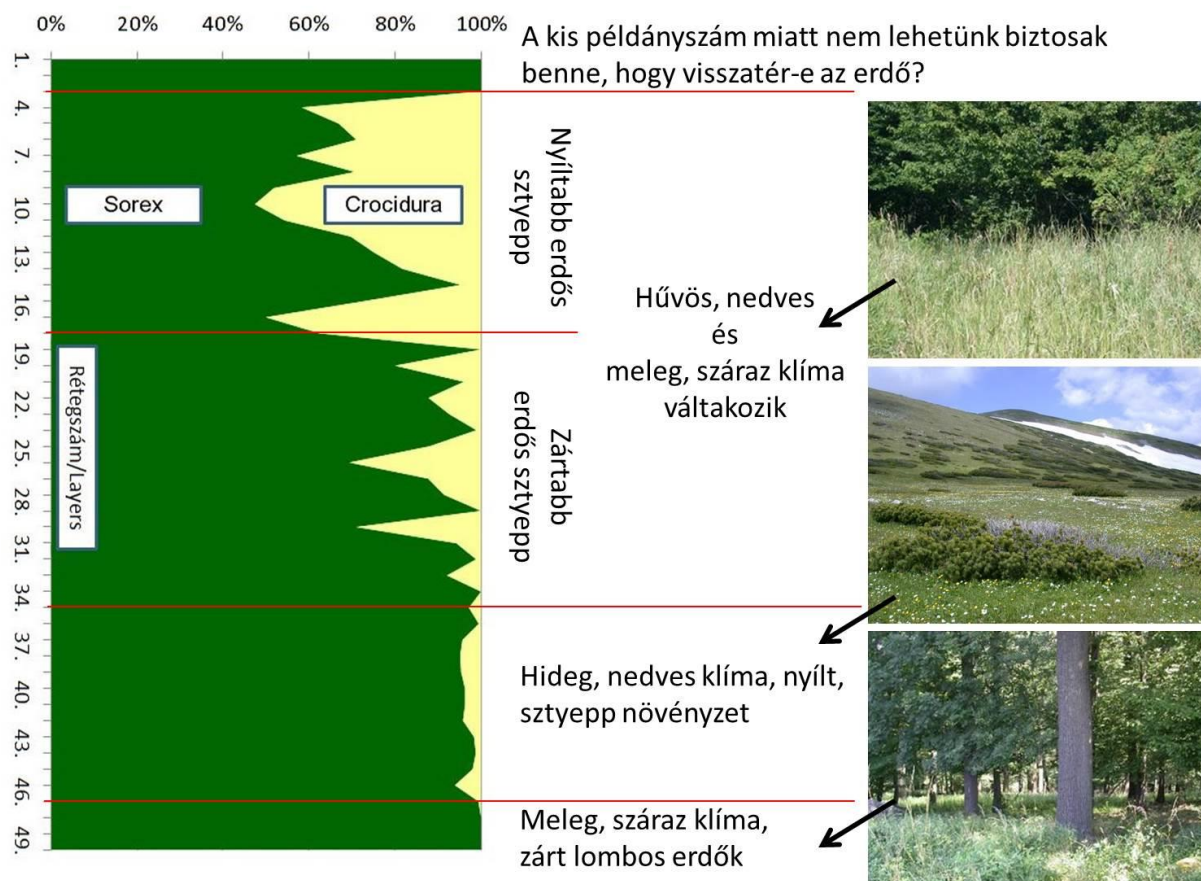 0% 20% 40% 60% 80% 100%
A kis példányszám miatt nem lehetünk biztosak
benne, hogy visszatér-e az erdő?
1.
4.
7.
10.
13.
16.
19.
22.
25.
28.
31.
34.
37.
40.
43.
46.
49.
Rétegszám/Layers
Sorex
Crocidura
Nyíltabb erdős
sztyepp
Zártabb
erdős sztyepp
Hűvös, nedves
és
meleg, száraz klíma
váltakozik
Hideg, nedves klíma, nyílt,
sztyepp növényzet
Meleg, száraz klíma,
zárt lombos erdők